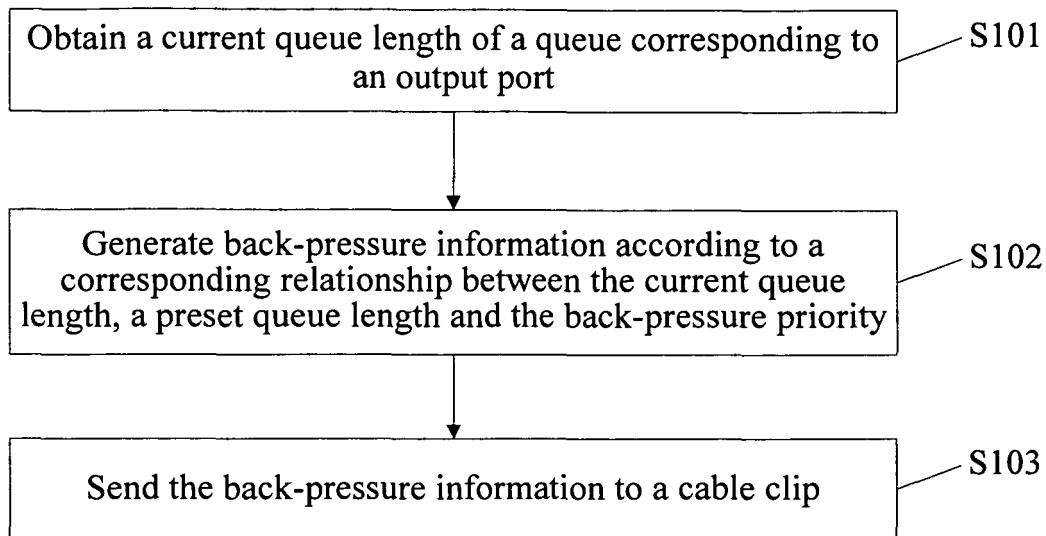 Obtain a current queue length of a queue corresponding to
an output port
S101
Generate back-pressure information according to a
corresponding relationship between the current queue
length, a preset queue length and the back-pressure priority
S102
Send the back-pressure information to a cable clip
S103